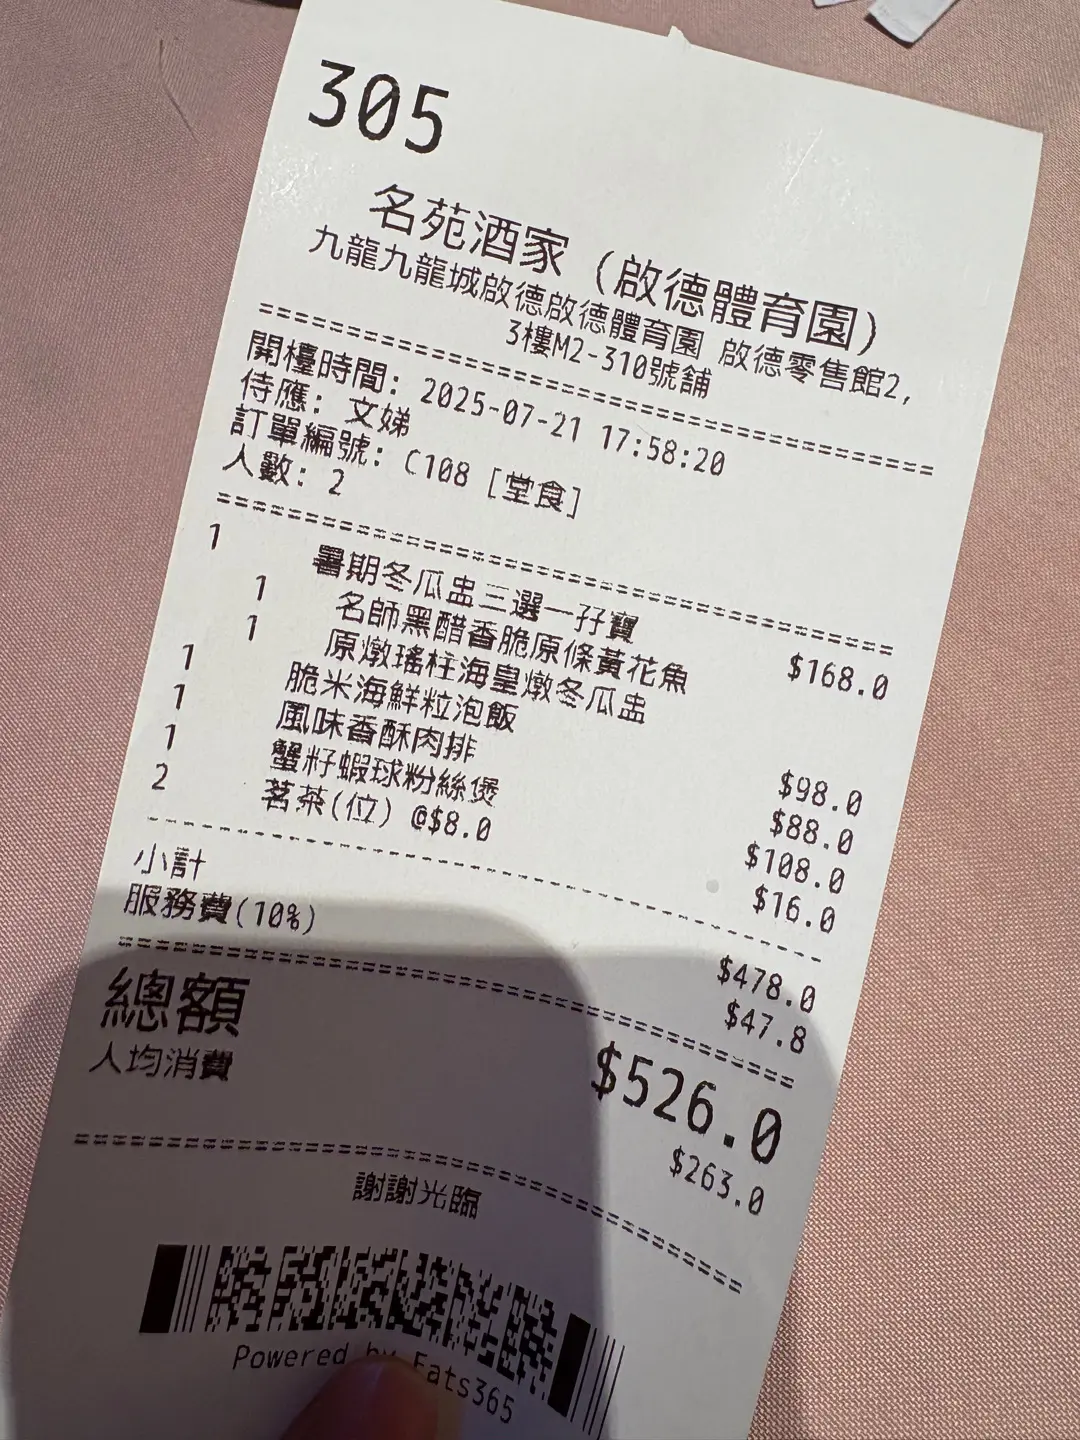 305
名苑酒家 (啟德體育園)
九龍九龍城啟德啟德體育園 啟德零售館2,
3樓M2-310號舖
開檯時間: 2025-07-21 17:58:20
侍應: 文娣
訂單編號: C108 [堂食]
人數: 2
1 暑期冬瓜盅三選一孖寶 $168.0
1 名師黑醋香脆原條黃花魚
1 原燉瑤柱海皇燉冬瓜盅
1 脆米海鮮粒泡飯 $98.0
1 風味香酥肉排 $88.0
1 蟹籽蝦球粉絲煲 $108.0
2 茗茶(位) @$8.0 $16.0
小計 $478.0
服務費(10%) $47.8
總額 $526.0
人均消費 $263.0
謝謝光臨
Powered by Eats365